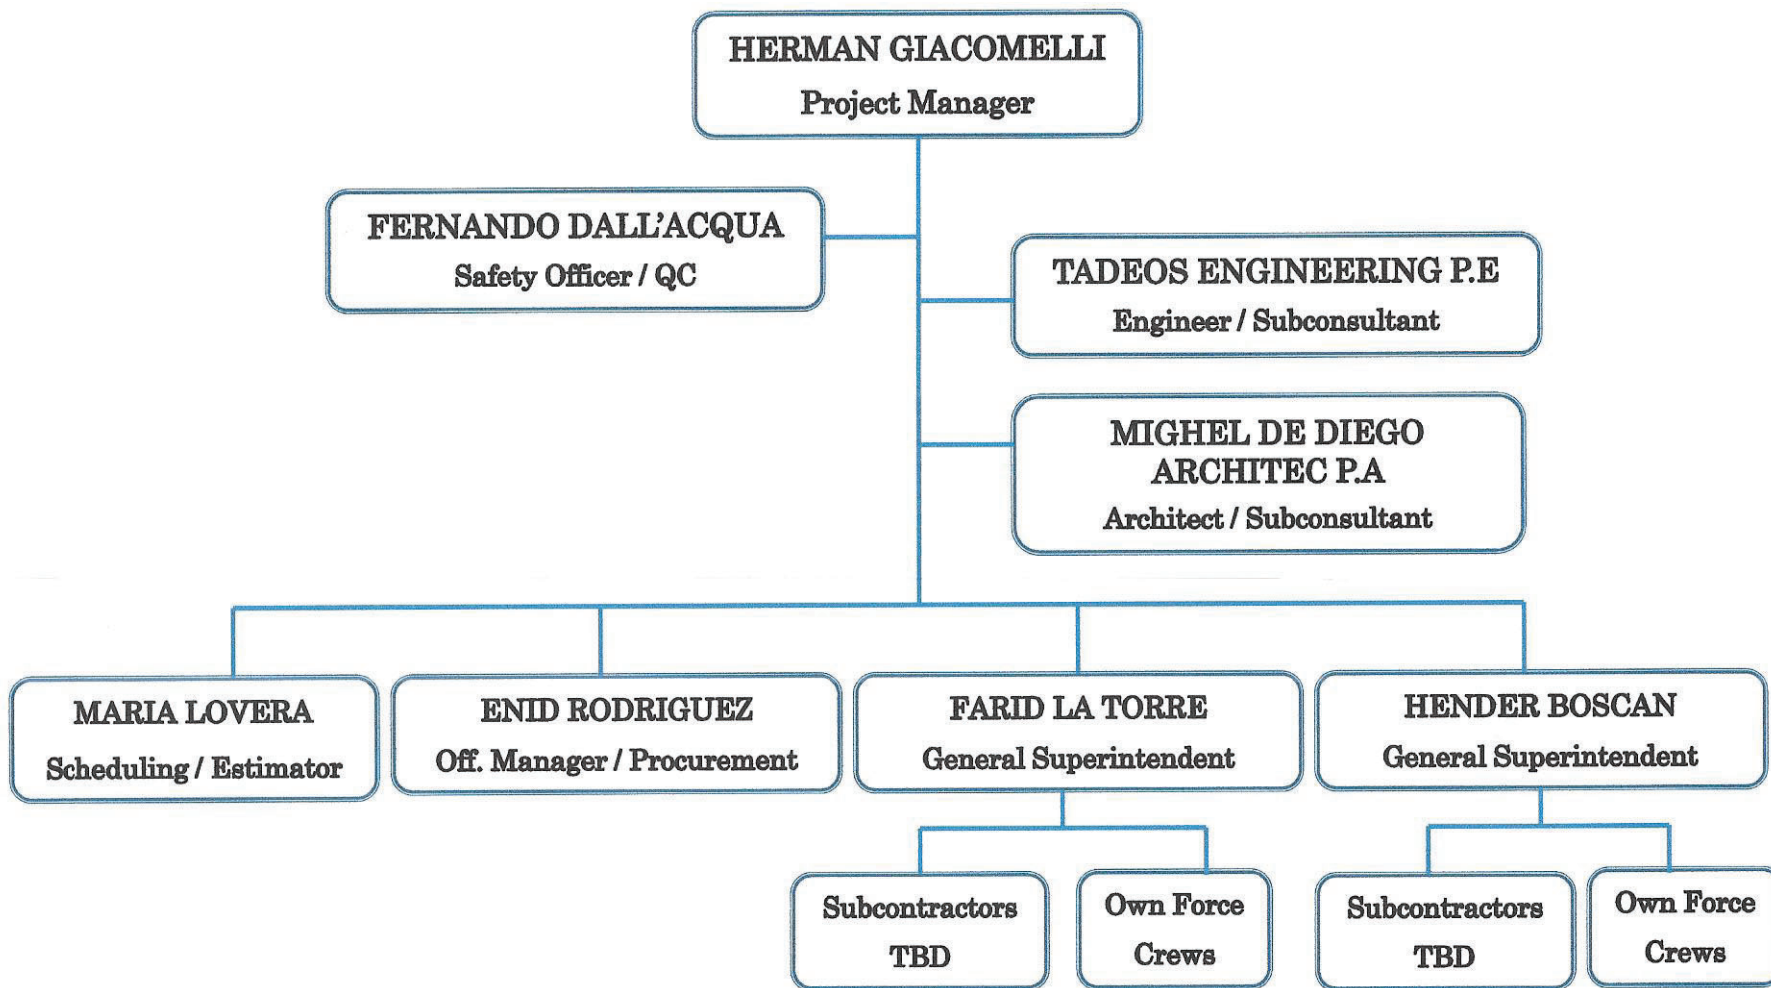 HERMAN GIACOMELLI
Project Manager
FERNANDO DALL'ACQUA
Safety Officer / QC
TADEOS ENGINEERING P.E
Engineer / Subconsultant
MIGHEL DE DIEGO
ARCHITEC P.A
Architect / Subconsultant
MARIA LOVERA
Scheduling / Estimator
ENID RODRIGUEZ
Off. Manager / Procurement
FARID LA TORRE
General Superintendent
HENDER BOSCAN
General Superintendent
Subcontractors
TBD
Own Force
Crews
Subcontractors
TBD
Own Force
Crews